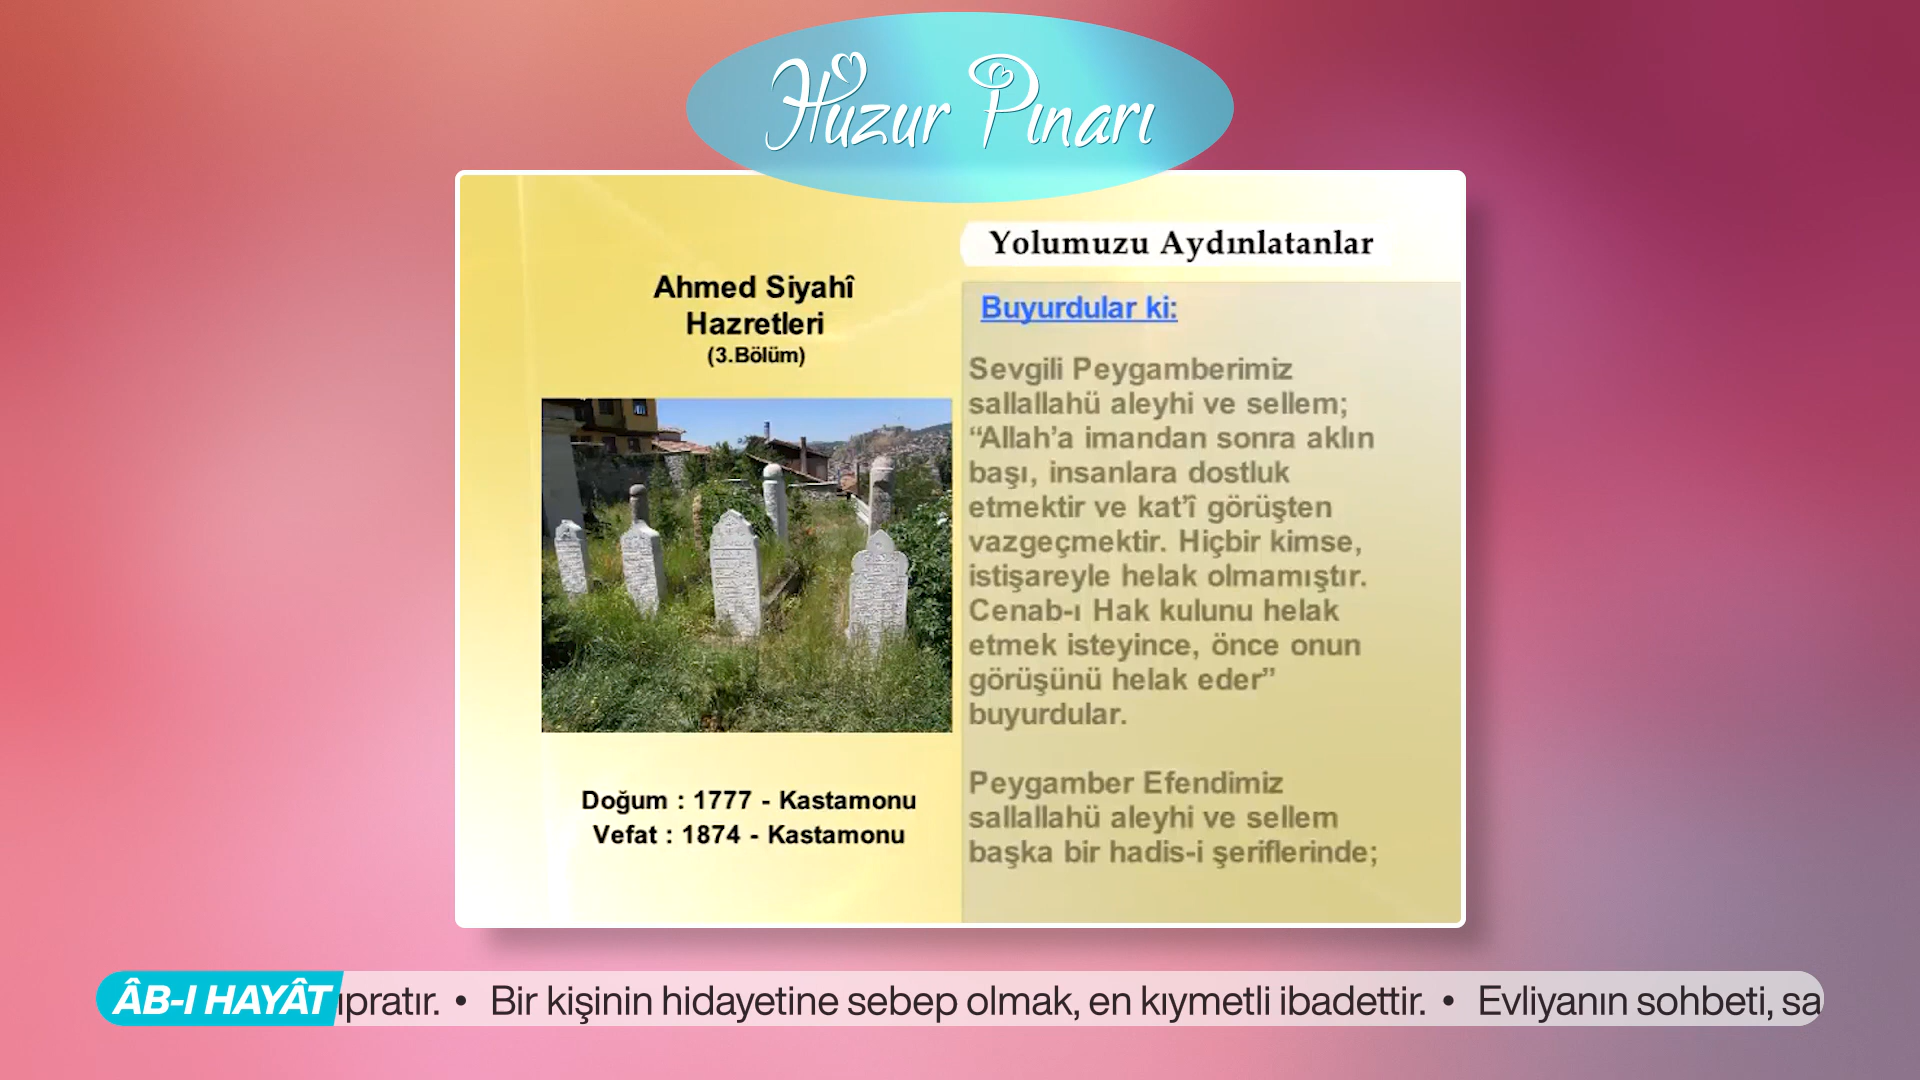 Huzur Pınarı
Yolumuzu Aydınlatanlar
Ahmed Siyahî
Hazretleri
(3.Bölüm)
Doğum : 1777 - Kastamonu
Vefat : 1874 - Kastamonu
Buyurdular ki:
Sevgili Peygamberimiz
sallallahü aleyhi ve sellem;
“Allah’a imandan sonra aklın
başı, insanlara dostluk
etmektir ve kat’î görüşten
vazgeçmektir. Hiçbir kimse,
istişareyle helak olmamıştır.
Cenab-ı Hak kulunu helak
etmek isteyince, önce onun
görüşünü helak eder”
buyurdular.
Peygamber Efendimiz
sallallahü aleyhi ve sellem
başka bir hadis-i şeriflerinde;
ÂB-I HAYÂT ıpratır. • Bir kişinin hidayetine sebep olmak, en kıymetli ibadettir. • Evliyanın sohbeti, sa